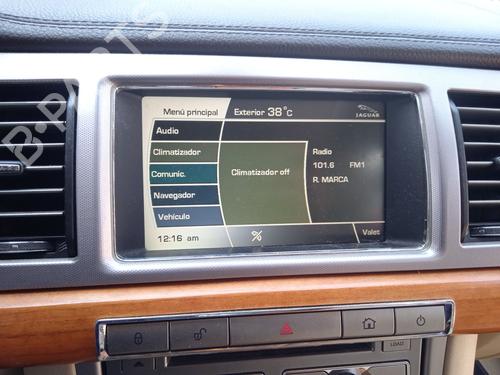 Menú principal
Exterior 38°C
JAGUAR
Audio
Climatizador
Comunic.
Navegador
Vehículo
Climatizador off
Radio
101.6 FM1
R. MARCA
12:16 am
Valet
LOAD
B-PARTS